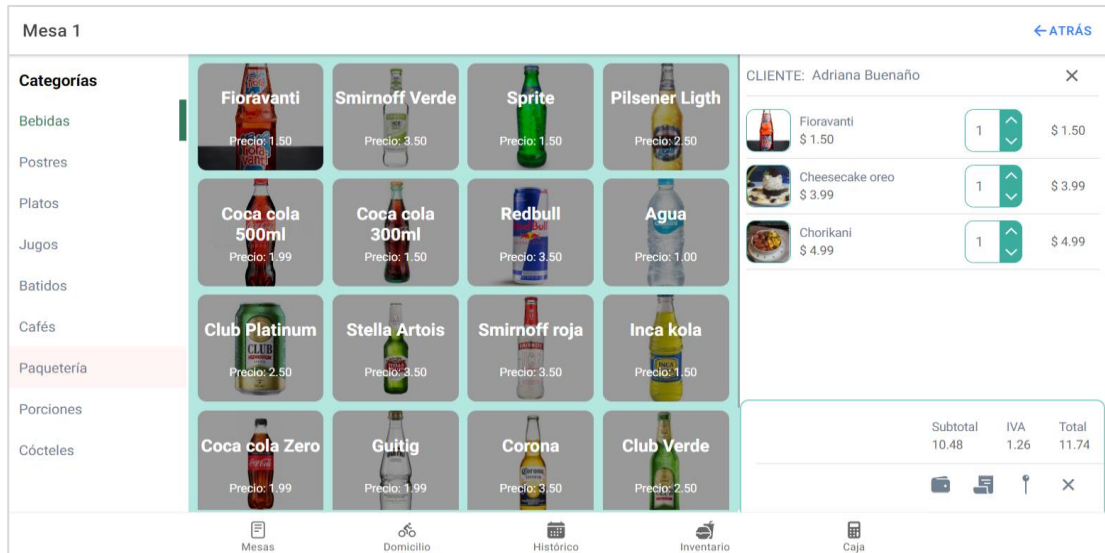 Mesa 1
ATRÁS
Categorías
Bebidas
Postres
Platos
Jugos
Batidos
Cafés
Paquetería
Porciones
Cócteles
Fioravanti
Precio: 1.50
Smirnoff Verde
Precio: 3.50
Sprite
Precio: 1.50
Pilsener Ligth
Precio: 2.50
Coca cola
500ml
Precio: 1.99
Coca cola
300ml
Precio: 1.50
Redbull
Precio: 3.50
Agua
Precio: 1.00
Club Platinum
CLUB
Precio: 2.50
Stella Artois
Precio: 3.50
Smirnoff roja
Precio: 3.50
Inca kola
INCA
Precio: 1.50
Coca cola Zero
Precio: 1.99
Guitig
Precio: 1.99
Corona
Corona
Precio: 3.50
Club Verde
Precio: 2.50
CLIENTE: Adriana Buenaño
Fioravanti
$ 1.50
1
$ 1.50
Cheesecake oreo
$ 3.99
1
$ 3.99
Chorikani
$ 4.99
1
$ 4.99
Subtotal IVA Total
10.48 1.26 11.74
Mesas
Domicilio
Histórico
Inventario
Caja